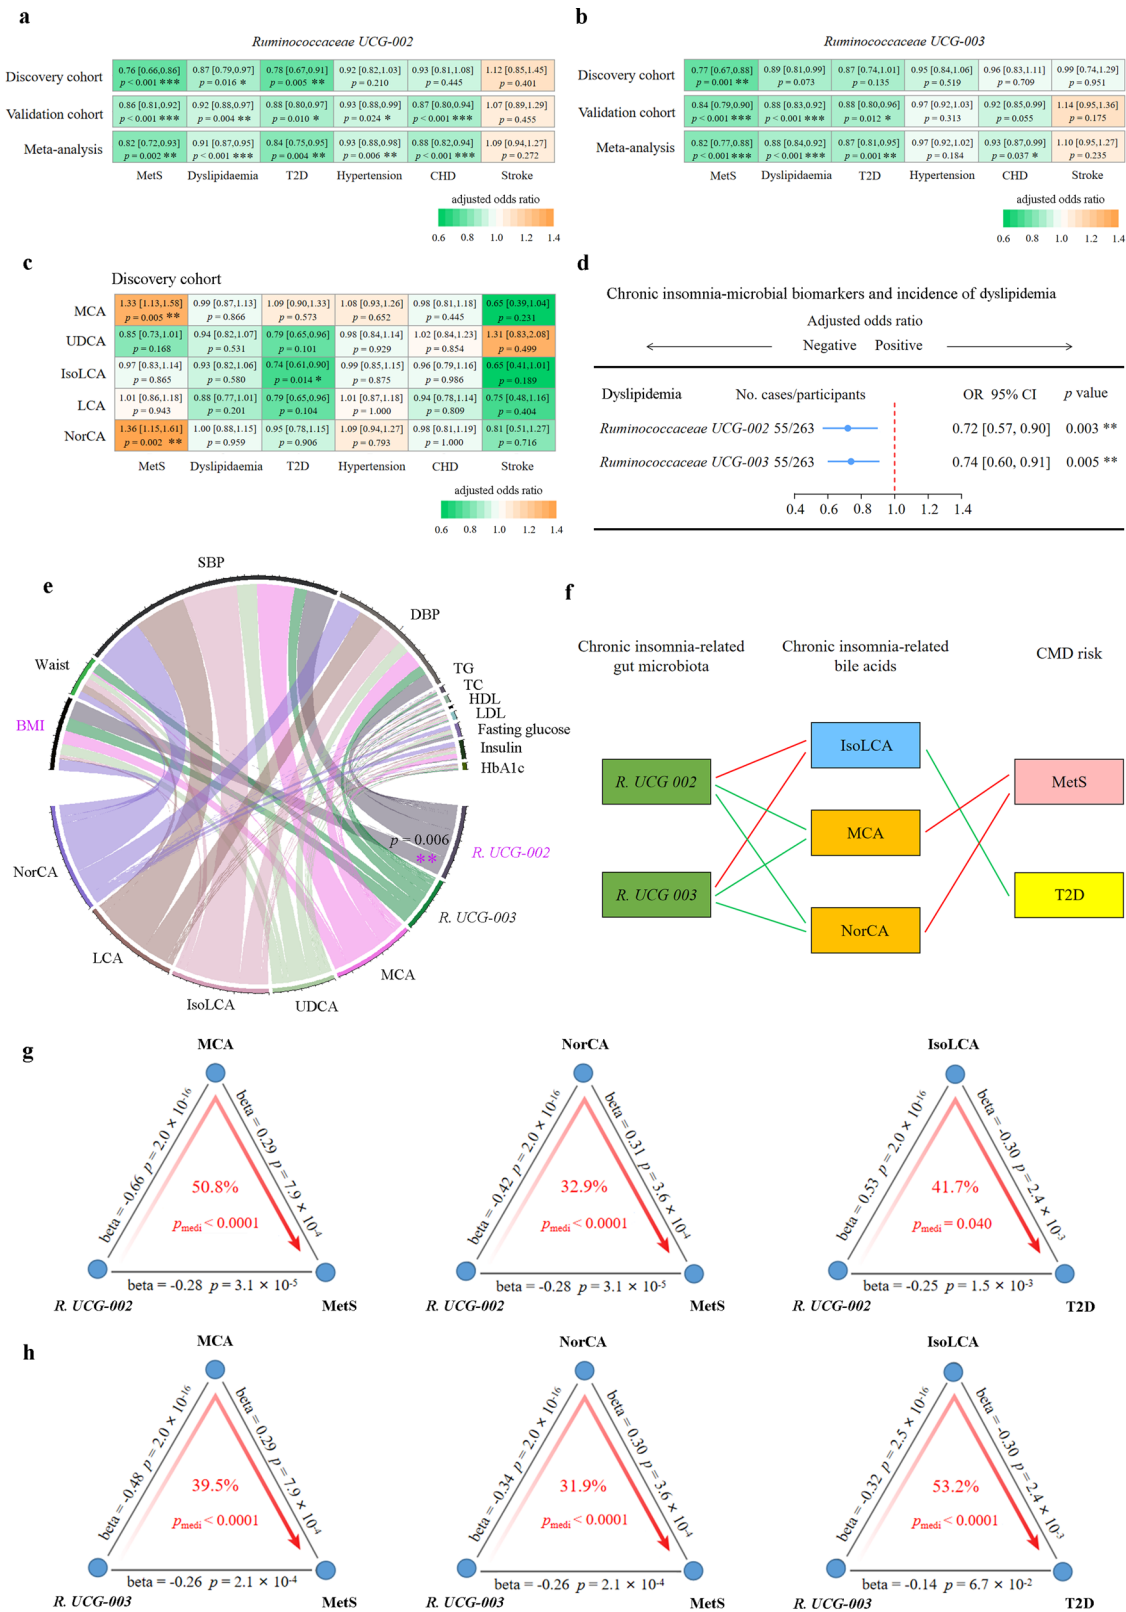 a
Ruminococcaceae UCG-002
Discovery cohort
0.76 [0.66,0.86] 0.87 [0.79,0.97] 0.78 [0.67,0.91] 0.92 [0.82,1.03] 0.93 [0.81,1.08] 1.12 [0.85,1.45]
p < 0.001 *** p = 0.016 * p = 0.005 ** p = 0.210 p = 0.445 p = 0.401
Validation cohort
0.86 [0.81,0.92] 0.92 [0.88,0.97] 0.88 [0.80,0.97] 0.93 [0.88,0.99] 0.87 [0.80,0.94] 1.07 [0.89,1.29]
p < 0.001 *** p = 0.004 ** p = 0.010 * p = 0.024 * p < 0.001 *** p = 0.455
Meta-analysis
0.82 [0.72,0.93] 0.91 [0.87,0.95] 0.84 [0.75,0.95] 0.93 [0.88,0.98] 0.88 [0.82,0.94] 1.09 [0.94,1.27]
p = 0.002 ** p < 0.001 *** p = 0.004 ** p = 0.006 ** p < 0.001 *** p = 0.272
MetS Dyslipidaemia T2D Hypertension CHD Stroke
adjusted odds ratio
0.6 0.8 1.0 1.2 1.4
b
Ruminococcaceae UCG-003
Discovery cohort
0.77 [0.67,0.88] 0.89 [0.81,0.99] 0.87 [0.74,1.01] 0.95 [0.84,1.06] 0.96 [0.83,1.11] 0.99 [0.74,1.29]
p = 0.001 ** p = 0.073 p = 0.135 p = 0.519 p = 0.709 p = 0.951
Validation cohort
0.84 [0.79,0.90] 0.88 [0.83,0.92] 0.88 [0.80,0.96] 0.97 [0.92,1.03] 0.92 [0.85,0.99] 1.14 [0.95,1.36]
p < 0.001 *** p < 0.001 *** p = 0.012 * p = 0.313 p = 0.055 p = 0.175
Meta-analysis
0.82 [0.77,0.88] 0.88 [0.84,0.92] 0.87 [0.81,0.95] 0.97 [0.92,1.02] 0.93 [0.87,0.99] 1.10 [0.95,1.27]
p < 0.001 *** p < 0.001 *** p = 0.001 ** p = 0.184 p = 0.037 * p = 0.235
MetS Dyslipidaemia T2D Hypertension CHD Stroke
adjusted odds ratio
0.6 0.8 1.0 1.2 1.4
c
Discovery cohort
MCA
1.33 [1.13,1.58] 0.99 [0.87,1.13] 1.09 [0.90,1.33] 1.08 [0.93,1.26] 0.98 [0.81,1.18] 0.65 [0.39,1.04]
p = 0.005 ** p = 0.866 p = 0.573 p = 0.652 p = 0.445 p = 0.231
UDCA
0.85 [0.73,1.01] 0.94 [0.82,1.07] 0.79 [0.65,0.96] 0.98 [0.84,1.14] 1.02 [0.84,1.23] 1.31 [0.83,2.08]
p = 0.168 p = 0.531 p = 0.101 p = 0.929 p = 0.854 p = 0.499
IsoLCA
0.97 [0.83,1.14] 0.93 [0.82,1.06] 0.74 [0.61,0.90] 0.99 [0.85,1.15] 0.96 [0.79,1.16] 0.65 [0.41,1.01]
p = 0.865 p = 0.580 p = 0.014 * p = 0.875 p = 0.986 p = 0.189
LCA
1.01 [0.86,1.18] 0.88 [0.77,1.01] 0.79 [0.65,0.96] 1.01 [0.87,1.18] 0.94 [0.78,1.14] 0.75 [0.48,1.16]
p = 0.943 p = 0.201 p = 0.104 p = 1.000 p = 0.809 p = 0.404
NorCA
1.36 [1.15,1.61] 1.00 [0.88,1.15] 0.95 [0.78,1.15] 1.09 [0.94,1.27] 0.98 [0.81,1.19] 0.81 [0.51,1.27]
p = 0.002 ** p = 0.959 p = 0.906 p = 0.793 p = 1.000 p = 0.716
MetS Dyslipidaemia T2D Hypertension CHD Stroke
adjusted odds ratio
0.6 0.8 1.0 1.2 1.4
d
Chronic insomnia-microbial biomarkers and incidence of dyslipidemia
Adjusted odds ratio
Negative Positive
Dyslipidemia No. cases/participants OR 95% CI p value
Ruminococcaceae UCG-002 55/263 0.72 [0.57, 0.90] 0.003 **
Ruminococcaceae UCG-003 55/263 0.74 [0.60, 0.91] 0.005 **
0.4 0.6 0.8 1.0 1.2 1.4
e
SBP
DBP
TG
TC
HDL
LDL
Fasting glucose
Insulin
HbA1c
Waist
BMI
p = 0.006
**
R. UCG-002
R. UCG-003
NorCA
LCA
IsoLCA
UDCA
MCA
f
Chronic insomnia-related
gut microbiota
Chronic insomnia-related
bile acids
CMD risk
IsoLCA
R. UCG 002
MetS
MCA
R. UCG 003
T2D
NorCA
g
MCA
beta = -0.66 p = 2.0 × 10-16
beta = 0.29 p = 7.9 × 10-4
50.8%
pmedi < 0.0001
beta = -0.28 p = 3.1 × 10-5
R. UCG-002 MetS
NorCA
beta = -0.42 p = 2.0 × 10-16
beta = 0.31 p = 3.6 × 10-4
32.9%
pmedi < 0.0001
beta = -0.28 p = 3.1 × 10-5
R. UCG-002 MetS
IsoLCA
beta = 0.53 p = 2.0 × 10-16
beta = -0.30 p = 2.4 × 10-3
41.7%
pmedi = 0.040
beta = -0.25 p = 1.5 × 10-3
R. UCG-002 T2D
h
MCA
beta = -0.48 p = 2.0 × 10-16
beta = 0.29 p = 7.9 × 10-4
39.5%
pmedi < 0.0001
beta = -0.26 p = 2.1 × 10-4
R. UCG-003 MetS
NorCA
beta = -0.34 p = 2.0 × 10-16
beta = 0.30 p = 3.6 × 10-4
31.9%
pmedi < 0.0001
beta = -0.26 p = 2.1 × 10-4
R. UCG-003 MetS
IsoLCA
beta = -0.32 p = 2.5 × 10-16
beta = -0.30 p = 2.4 × 10-3
53.2%
pmedi < 0.0001
beta = -0.14 p = 6.7 × 10-2
R. UCG-003 T2D